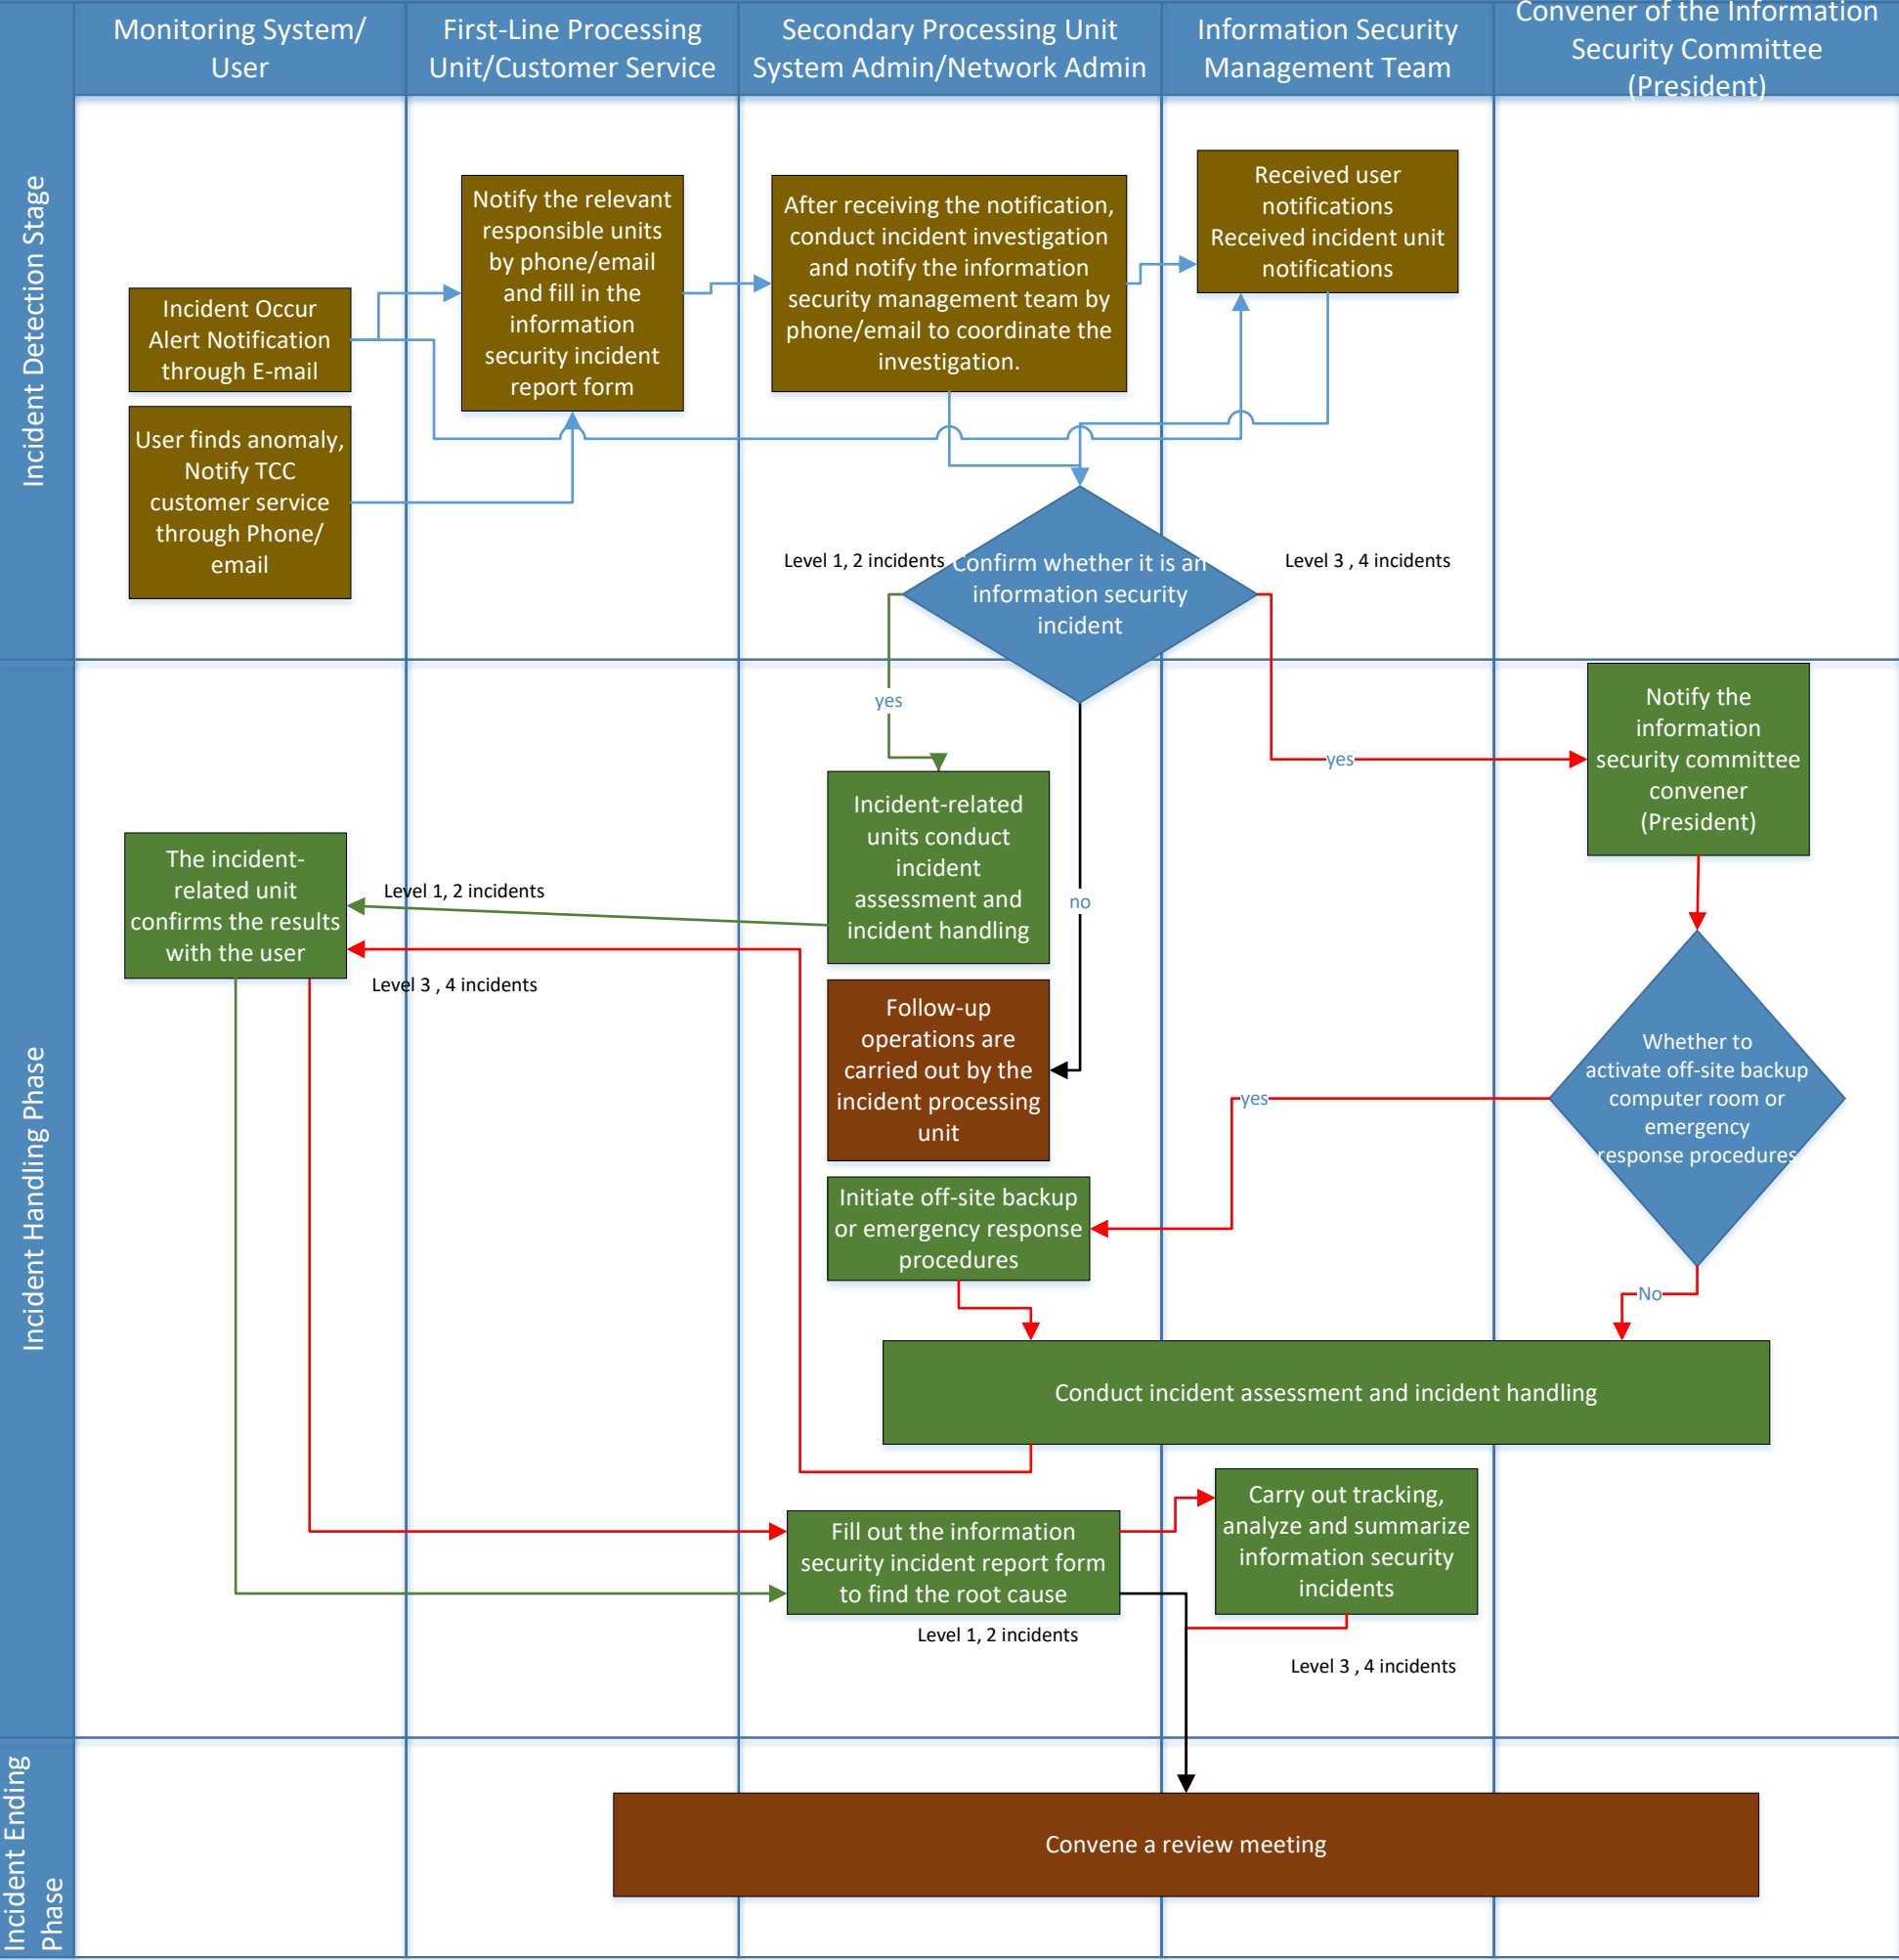 Monitoring System/
User
First-Line Processing
Unit/Customer Service
Secondary Processing Unit
System Admin/Network Admin
Information Security
Management Team
Convener of the Information
Security Committee
(President)
Incident Detection Stage
Incident Occur
Alert Notification
through E-mail
User finds anomaly,
Notify TCC
customer service
through Phone/
email
Notify the relevant
responsible units
by phone/email
and fill in the
information
security incident
report form
After receiving the notification,
conduct incident investigation
and notify the information
security management team by
phone/email to coordinate the
investigation.
Received user
notifications
Received incident unit
notifications
Level 1, 2 incidents
Confirm whether it is an
information security
incident
Level 3 , 4 incidents
Incident Handling Phase
yes
yes
no
Notify the
information
security committee
convener
(President)
Incident-related
units conduct
incident
assessment and
incident handling
The incident-
related unit
confirms the results
with the user
Level 1, 2 incidents
Level 3 , 4 incidents
Follow-up
operations are
carried out by the
incident processing
unit
Whether to
activate off-site backup
computer room or
emergency
response procedures
yes
No
Initiate off-site backup
or emergency response
procedures
Conduct incident assessment and incident handling
Fill out the information
security incident report form
to find the root cause
Level 1, 2 incidents
Carry out tracking,
analyze and summarize
information security
incidents
Level 3 , 4 incidents
Incident Ending
Phase
Convene a review meeting